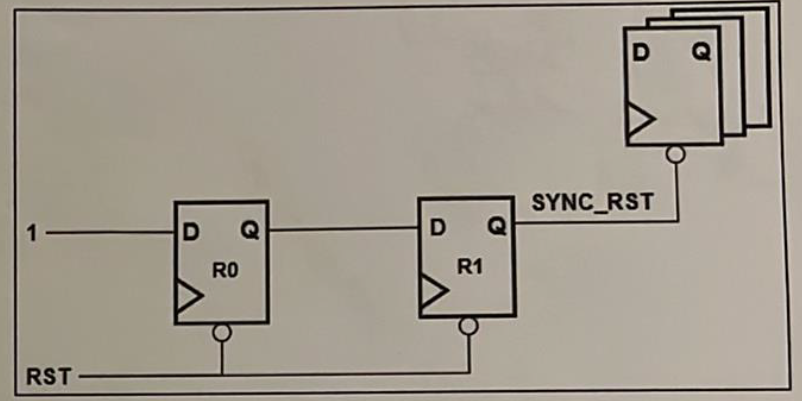 D Q
SYNC_RST
1 D Q D Q
R0 R1
RST